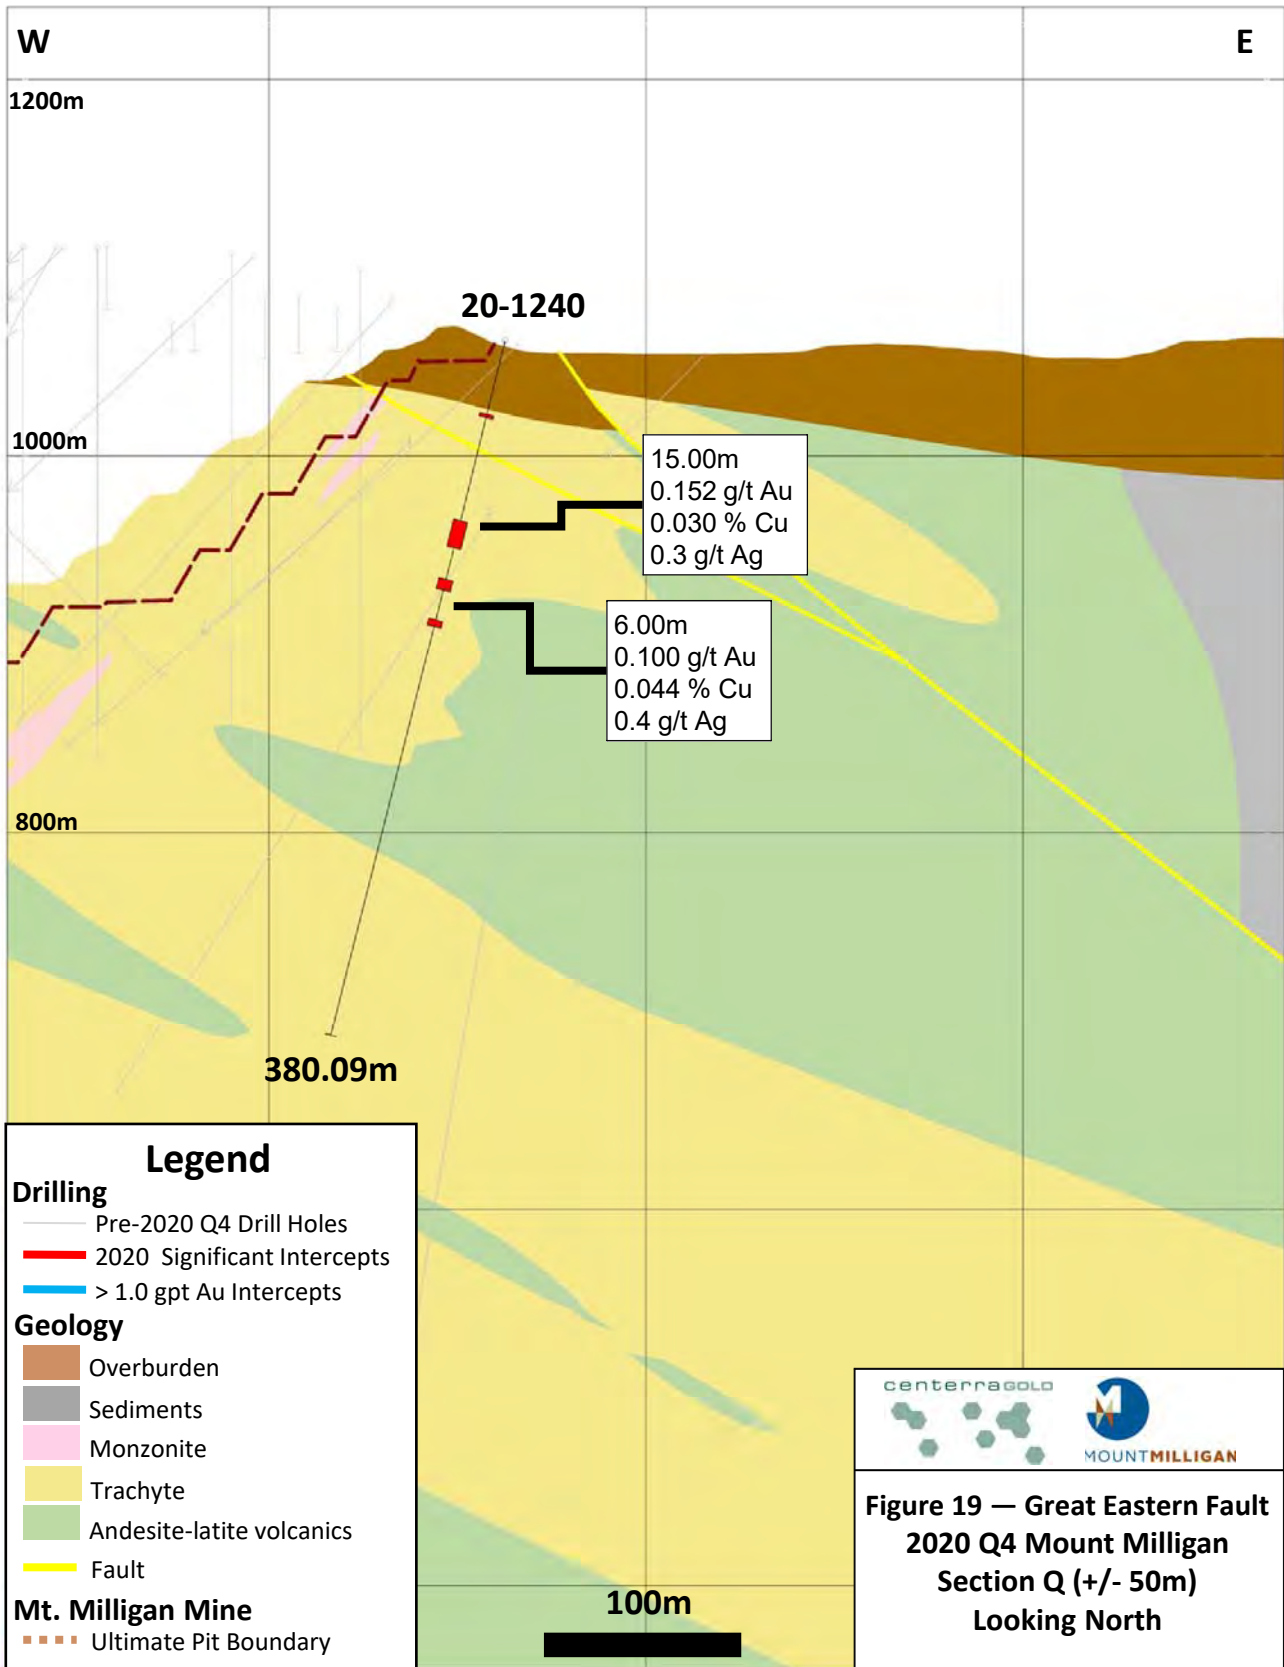 W
E
1200m
20-1240
1000m
15.00m
0.152 g/t Au
0.030 % Cu
0.3 g/t Ag
6.00m
0.100 g/t Au
0.044 % Cu
0.4 g/t Ag
800m
380.09m
Legend
Drilling
Pre-2020 Q4 Drill Holes
2020 Significant Intercepts
> 1.0 gpt Au Intercepts
Geology
Overburden
Sediments
Monzonite
Trachyte
Andesite-latite volcanics
Fault
Mt. Milligan Mine
Ultimate Pit Boundary
100m
centerraGOLD
MOUNTMILLIGAN
Figure 19 — Great Eastern Fault
2020 Q4 Mount Milligan
Section Q (+/- 50m)
Looking North